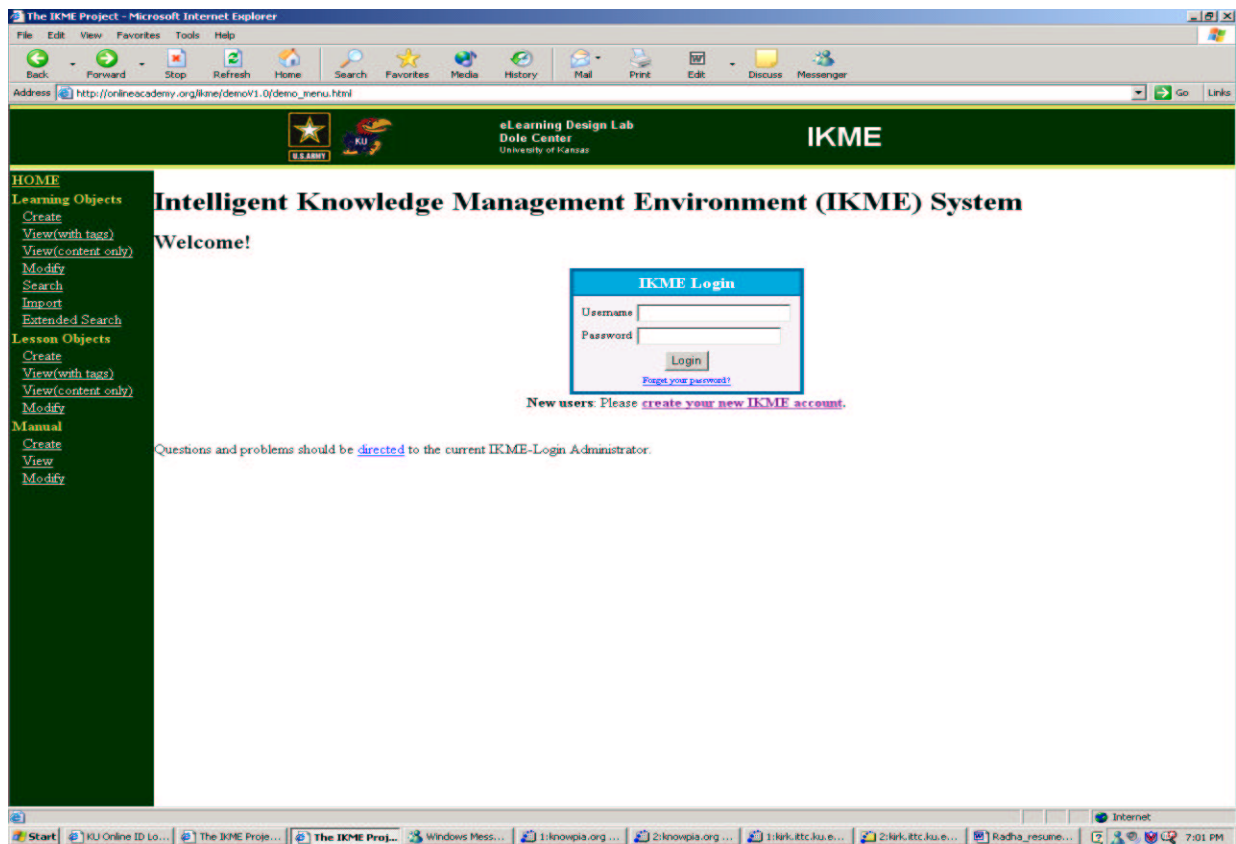 The IKME Project - Microsoft Internet Explorer
File Edit View Favorites Tools Help
Back Forward Stop Refresh Home Search Favorites Media History Mail Print Edit Discuss Messenger
Address http://onlineacademy.org/ikme/demoV1.0/demo_menu.html Go Links
U.S.ARMY KU
eLearning Design Lab
Dole Center
University of Kansas
IKME
HOME
Learning Objects
Create
View(with tags)
View(content only)
Modify
Search
Import
Extended Search
Lesson Objects
Create
View(with tags)
View(content only)
Modify
Manual
Create
View
Modify
Intelligent Knowledge Management Environment (IKME) System
Welcome!
IKME Login
Username
Password
Login
Forget your password?
New users: Please create your new IKME account.
Questions and problems should be directed to the current IKME-Login Administrator.
Internet
Start KU Online ID Lo... The IKME Proje... The IKME Proj... Windows Mess... 1:knowpia.org ... 2:knowpia.org ... 1:kirk.ittc.ku.e... 2:kirk.ittc.ku.e... Radha_resume... 7:01 PM